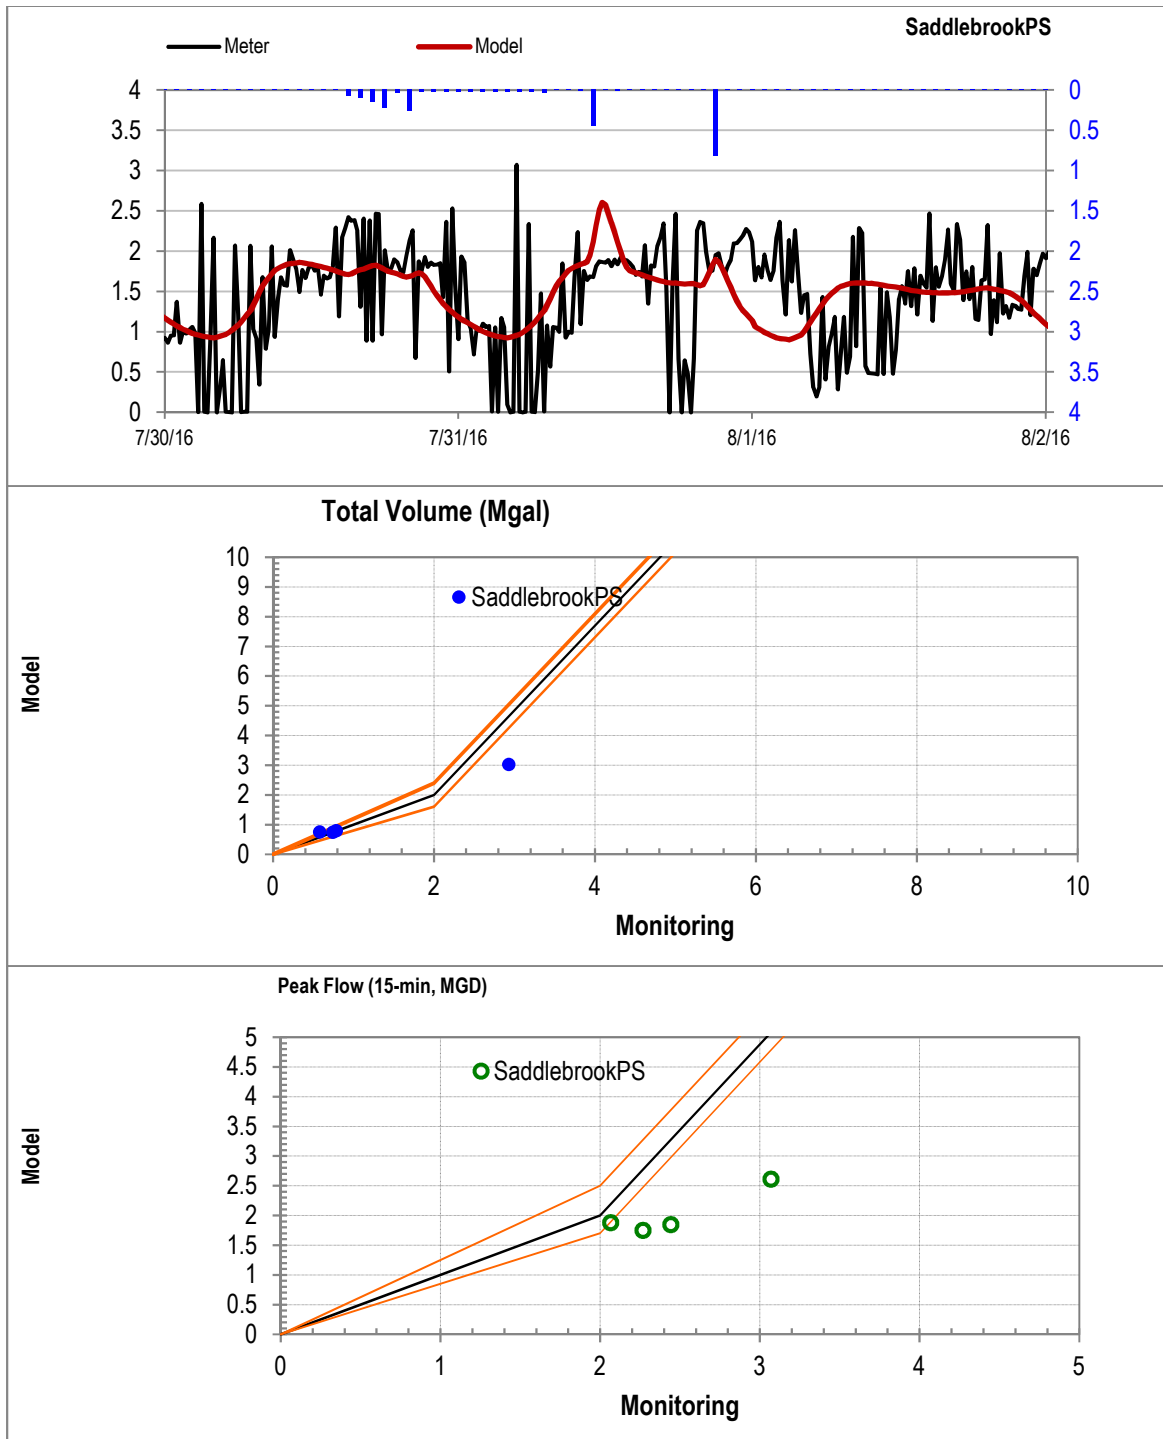 SaddlebrookPS
Meter Model
4 0
3.5 0.5
3 1
2.5 1.5
2 2
1.5 2.5
1 3
0.5 3.5
0 4
7/30/16 7/31/16 8/1/16 8/2/16
Total Volume (Mgal)
10
9
SaddlebrookPS
8
7
6
5
4
3
2
1
0
0 2 4 6 8 10
Model
Monitoring
Peak Flow (15-min, MGD)
5
4.5
SaddlebrookPS
4
3.5
3
2.5
2
1.5
1
0.5
0
0 1 2 3 4 5
Model
Monitoring